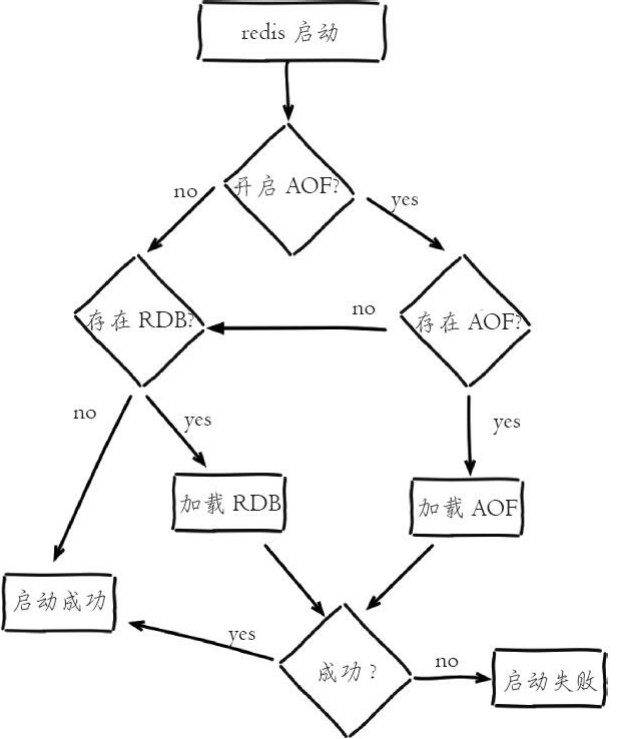 redis 启动
开启 AOF?
no
yes
存在 RDB?
no
存在 AOF?
no
yes
yes
加载 RDB
加载 AOF
启动成功
yes
成功？
no
启动失败